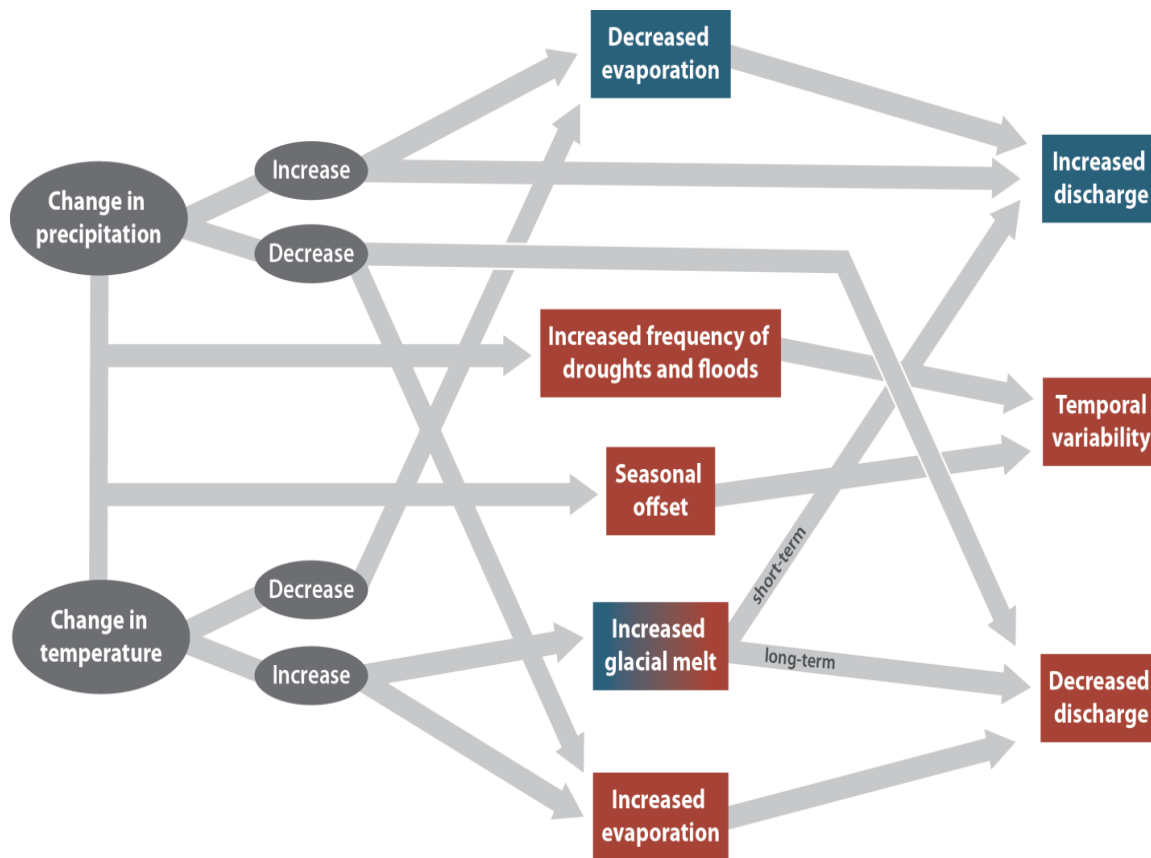 Decreased
evaporation
Increase
Increased
discharge
Change in
precipitation
Decrease
Increased frequency of
droughts and floods
Temporal
variability
Seasonal
offset
short-term
Decrease
Change in
temperature
Increased
glacial melt
long-term
Increase
Decreased
discharge
Increased
evaporation